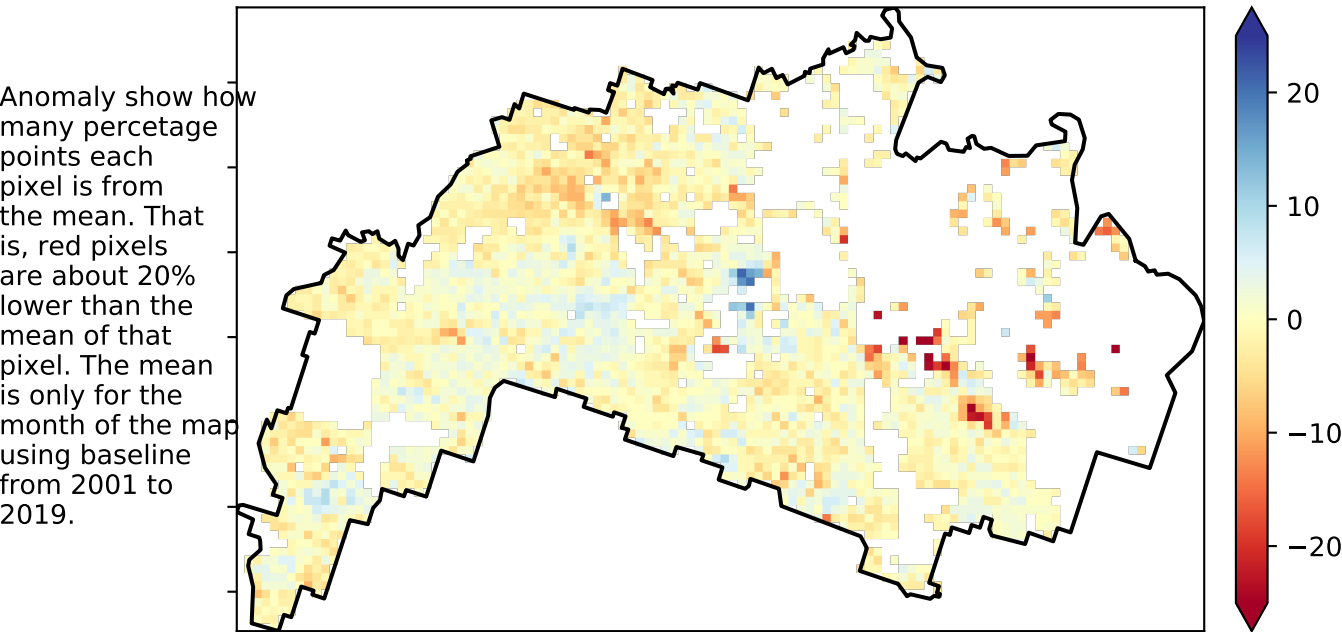 Anomaly show how
many percetage
points each
pixel is from
the mean. That
is, red pixels
are about 20%
lower than the
mean of that
pixel. The mean
is only for the
month of the map
using baseline
from 2001 to
2019.
20
10
0
−10
−20